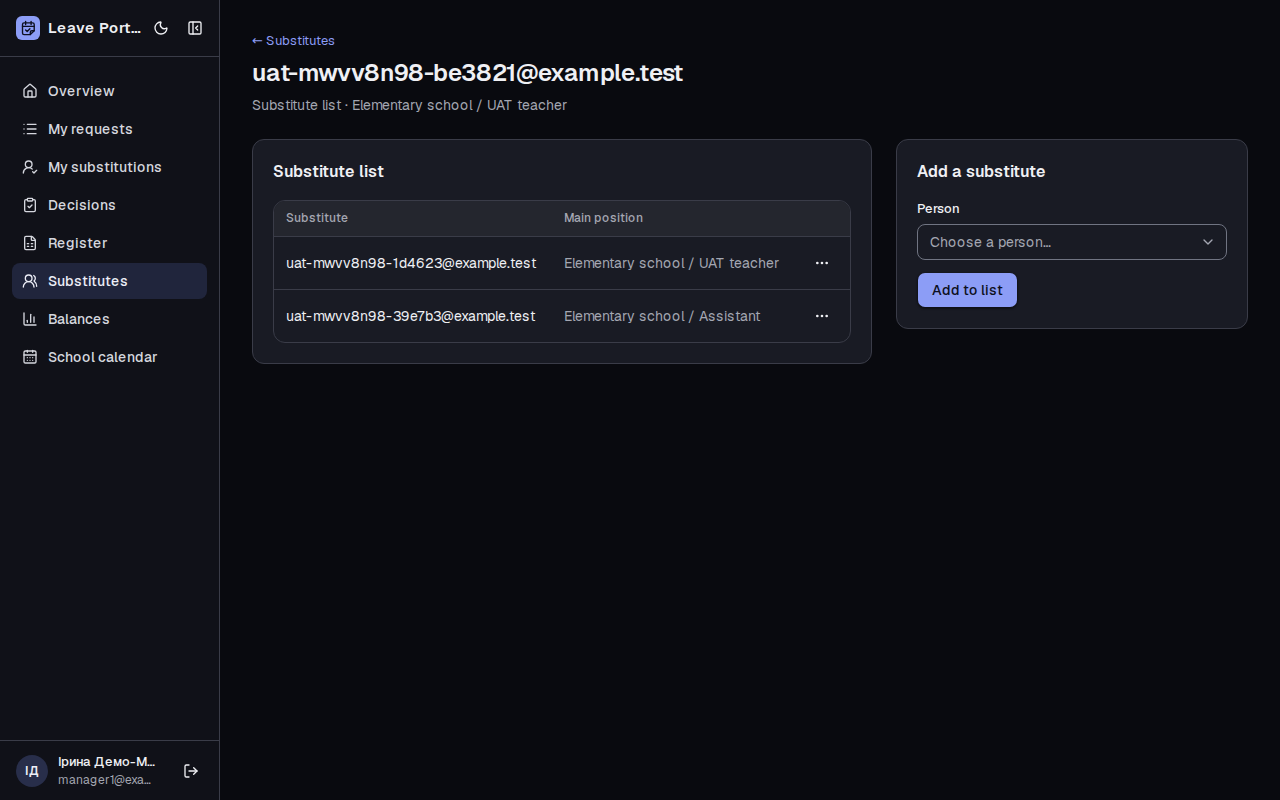 Leave Port…
Overview
My requests
My substitutions
Decisions
Register
Substitutes
Balances
School calendar
ІД
Ірина Демо-М…
manager1@exa…
← Substitutes
uat-mwvv8n98-be3821@example.test
Substitute list · Elementary school / UAT teacher
Substitute list
Substitute Main position
uat-mwvv8n98-1d4623@example.test Elementary school / UAT teacher
uat-mwvv8n98-39e7b3@example.test Elementary school / Assistant
Add a substitute
Person
Choose a person…
Add to list